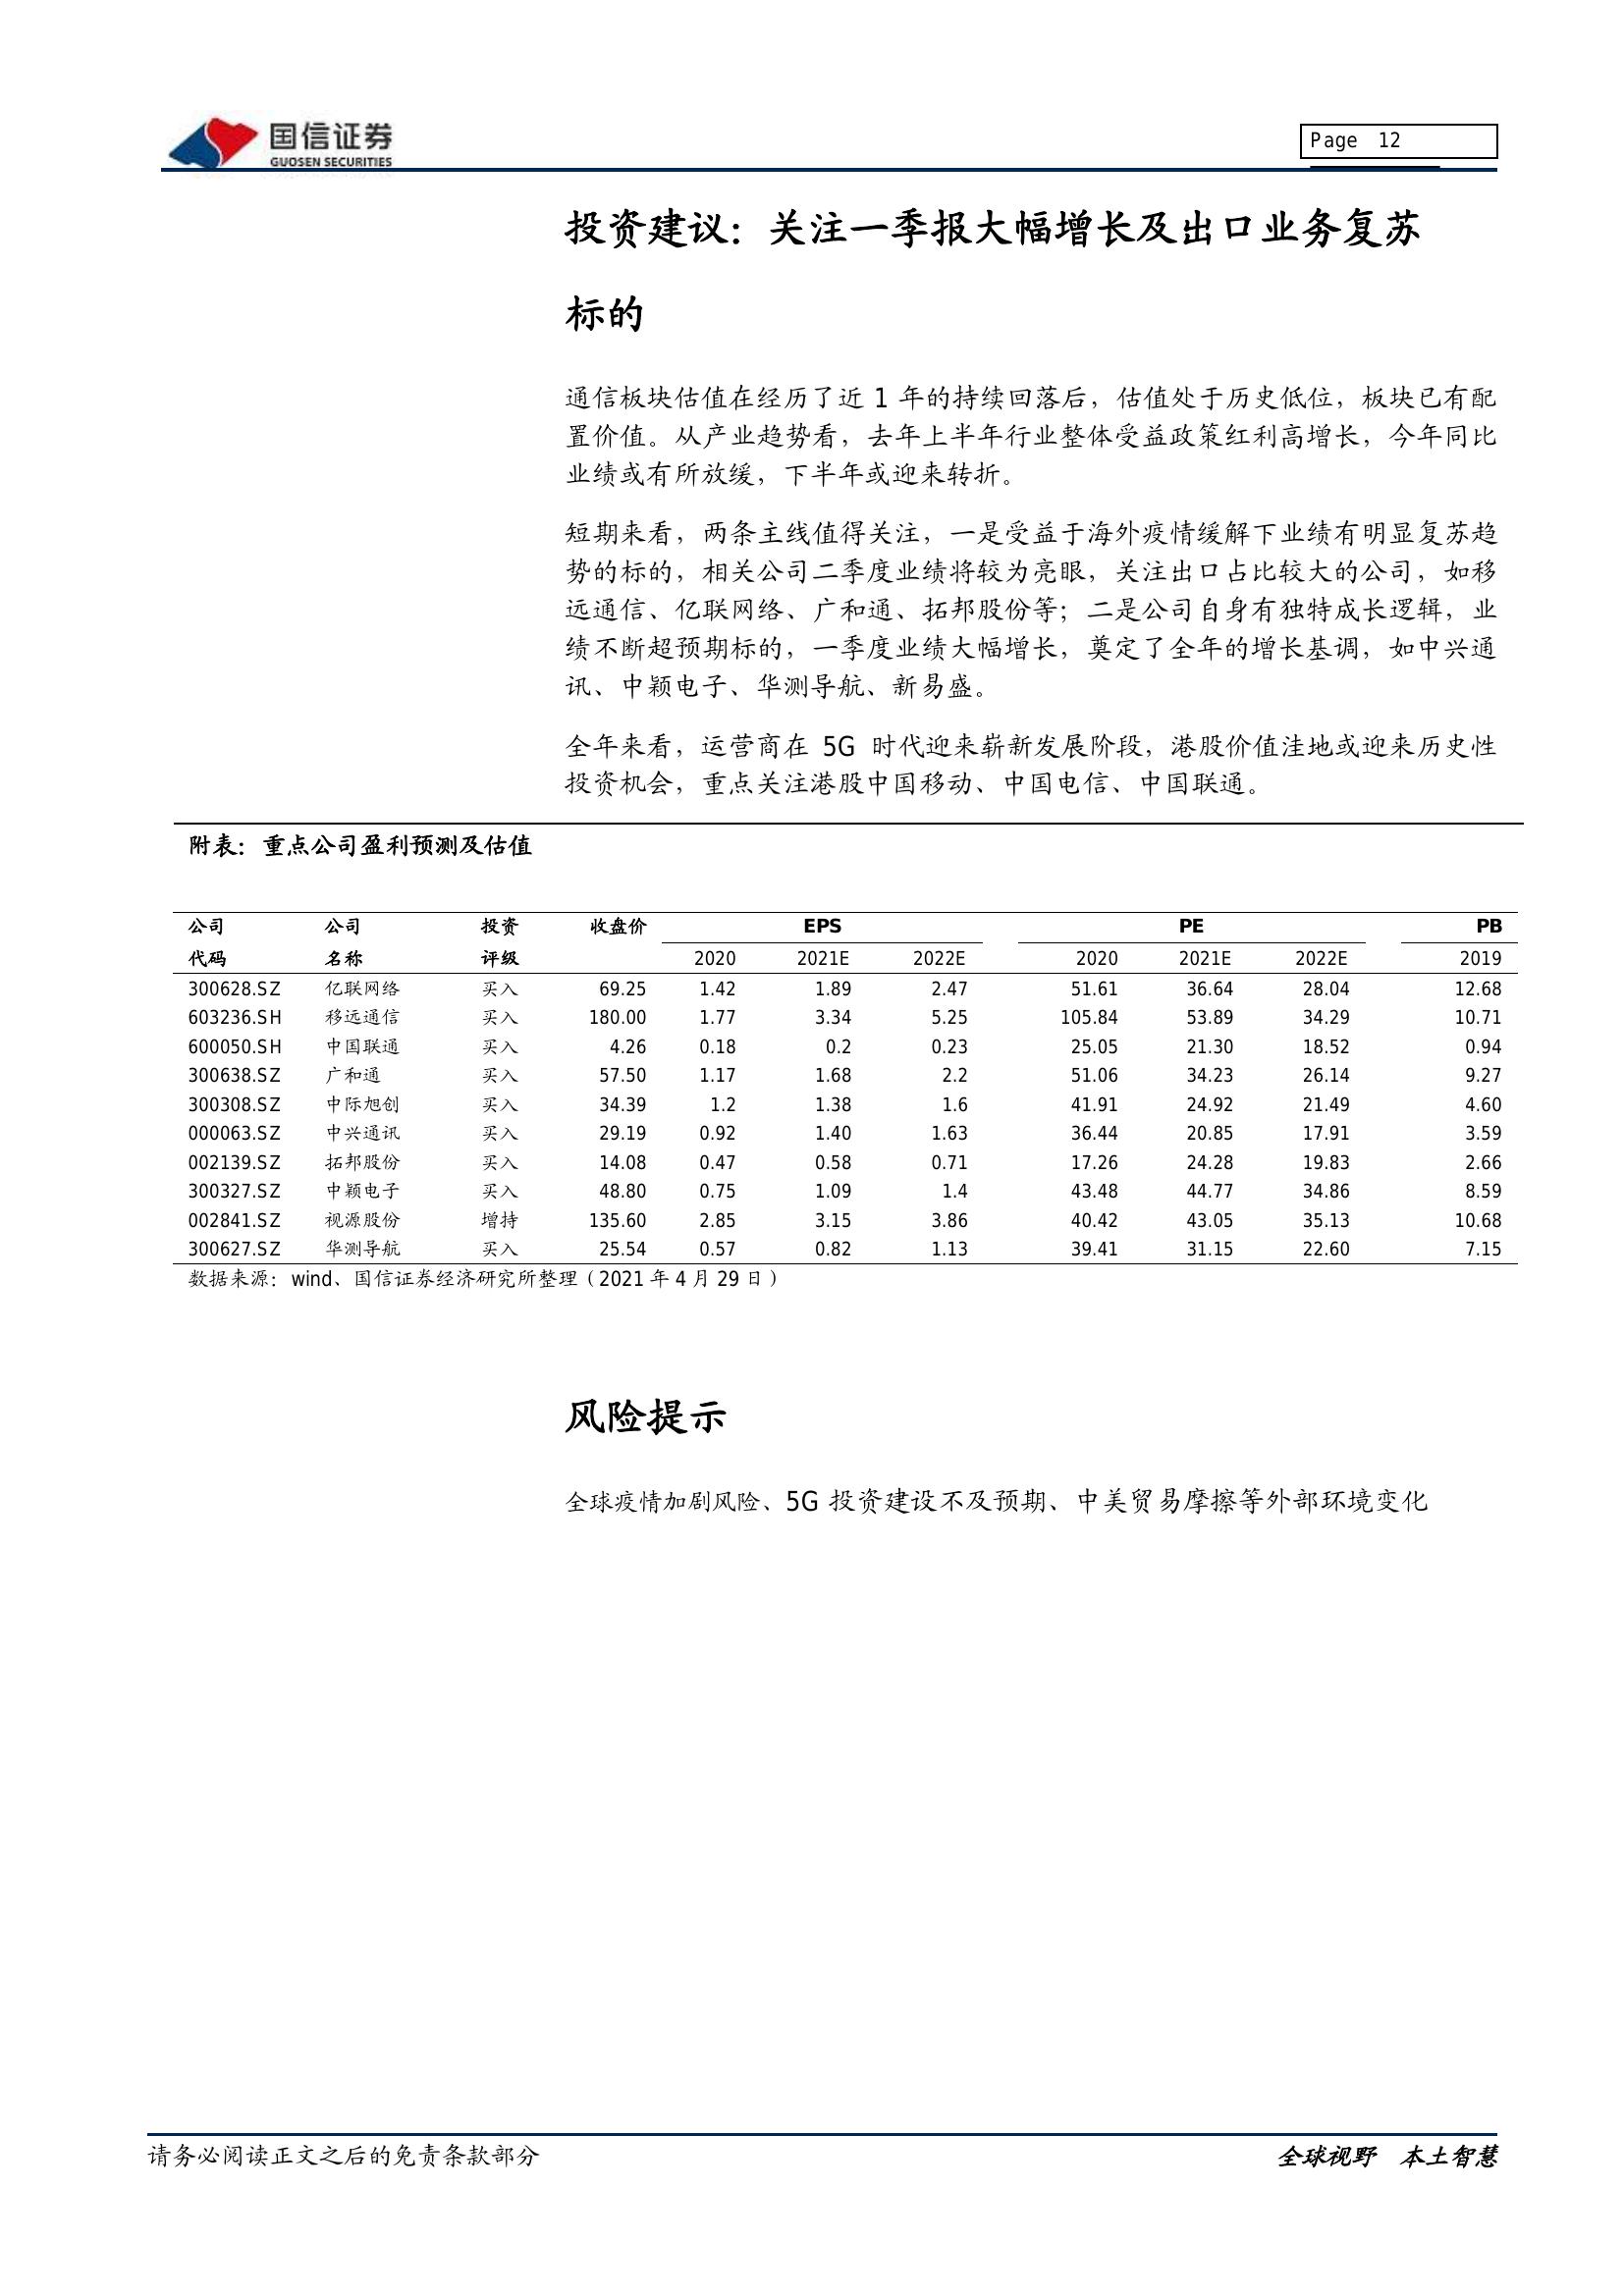 国信证券
GUOSEN SECURITIES
Page 12
投资建议：关注一季报大幅增长及出口业务复苏
标的
通信板块估值在经历了近 1 年的持续回落后，估值处于历史低位，板块已有配
置价值。从产业趋势看，去年上半年行业整体受益政策红利高增长，今年同比
业绩或有所放缓，下半年或迎来转折。
短期来看，两条主线值得关注，一是受益于海外疫情缓解下业绩有明显复苏趋
势的标的，相关公司二季度业绩将较为亮眼，关注出口占比较大的公司，如移
远通信、亿联网络、广和通、拓邦股份等；二是公司自身有独特成长逻辑，业
绩不断超预期标的，一季度业绩大幅增长，奠定了全年的增长基调，如中兴通
讯、中颖电子、华测导航、新易盛。
全年来看，运营商在 5G 时代迎来崭新发展阶段，港股价值洼地或迎来历史性
投资机会，重点关注港股中国移动、中国电信、中国联通。
附表：重点公司盈利预测及估值
公司 公司 投资 收盘价 EPS PE PB
代码 名称 评级 2020 2021E 2022E 2020 2021E 2022E 2019
300628.SZ 亿联网络 买入 69.25 1.42 1.89 2.47 51.61 36.64 28.04 12.68
603236.SH 移远通信 买入 180.00 1.77 3.34 5.25 105.84 53.89 34.29 10.71
600050.SH 中国联通 买入 4.26 0.18 0.2 0.23 25.05 21.30 18.52 0.94
300638.SZ 广和通 买入 57.50 1.17 1.68 2.2 51.06 34.23 26.14 9.27
300308.SZ 中际旭创 买入 34.39 1.2 1.38 1.6 41.91 24.92 21.49 4.60
000063.SZ 中兴通讯 买入 29.19 0.92 1.40 1.63 36.44 20.85 17.91 3.59
002139.SZ 拓邦股份 买入 14.08 0.47 0.58 0.71 17.26 24.28 19.83 2.66
300327.SZ 中颖电子 买入 48.80 0.75 1.09 1.4 43.48 44.77 34.86 8.59
002841.SZ 视源股份 增持 135.60 2.85 3.15 3.86 40.42 43.05 35.13 10.68
300627.SZ 华测导航 买入 25.54 0.57 0.82 1.13 39.41 31.15 22.60 7.15
数据来源：wind、国信证券经济研究所整理（2021 年 4 月 29 日）
风险提示
全球疫情加剧风险、5G 投资建设不及预期、中美贸易摩擦等外部环境变化
请务必阅读正文之后的免责条款部分
全球视野 本土智慧